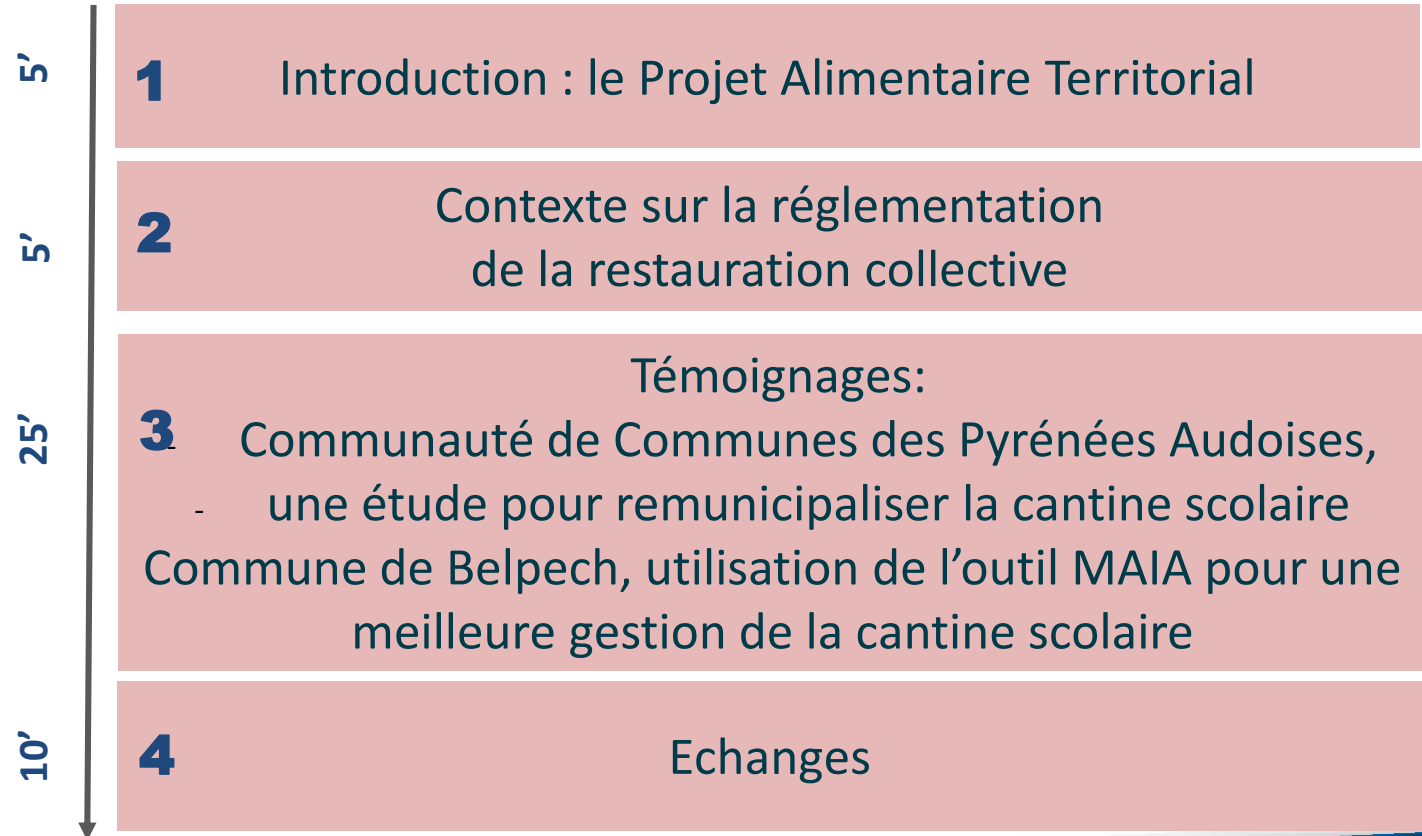 5’
1 Introduction : le Projet Alimentaire Territorial
5’
2 Contexte sur la réglementation
de la restauration collective
25’
3
Témoignages:
- Communauté de Communes des Pyrénées Audoises,
- une étude pour remunicipaliser la cantine scolaire
Commune de Belpech, utilisation de l’outil MAIA pour une
meilleure gestion de la cantine scolaire
10’
4 Echanges